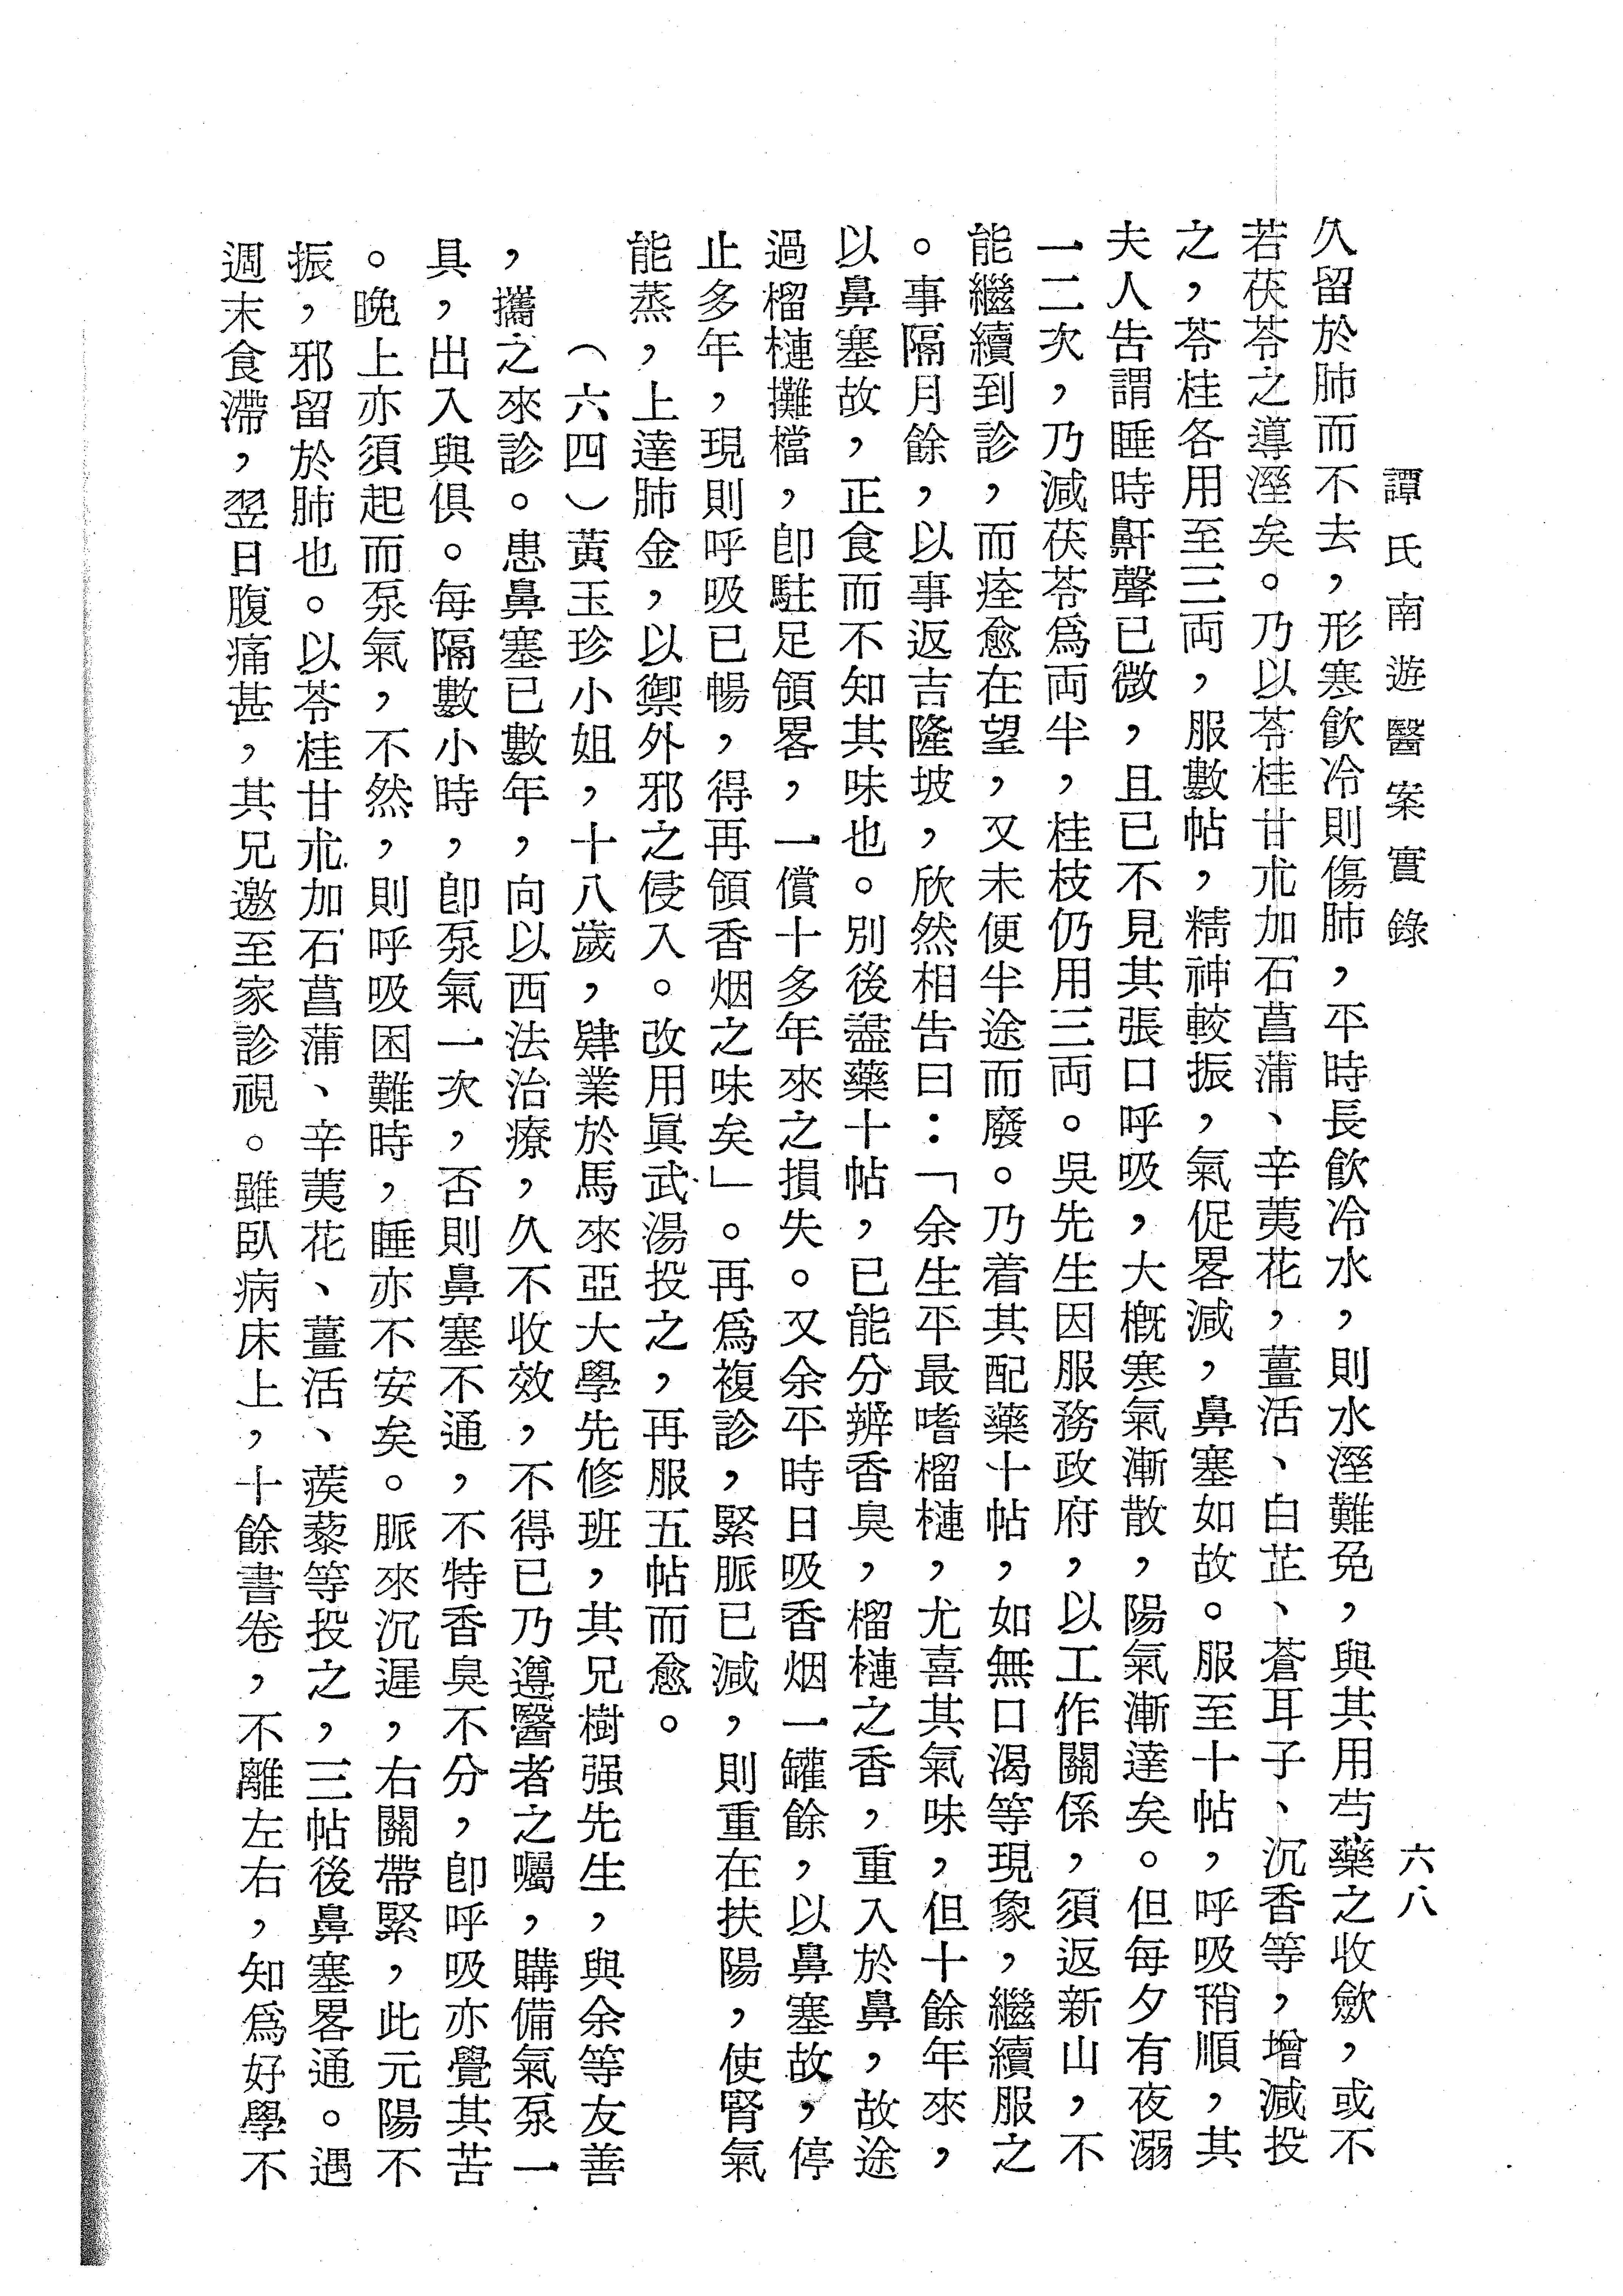 譚氏南遊醫案實錄
六八
久留於肺而不去，形寒飮冷則傷肺，平時長飮冷水，則水溼難免，與其用芍藥之收歛，或不
若茯苓之導溼矣。乃以苓桂甘朮加石菖蒲、辛荑花，薑活、白芷、蒼耳子、沉香等，增減投
之，苓桂各用至三両，服數帖，精神較振，氣促畧減，鼻塞如故。服至十帖，呼吸稍順，其
夫人告謂睡時鼾聲已微，且已不見其張口呼吸，大概寒氣漸散，陽氣漸達矣。但每夕有夜溺
一二次，乃減茯苓爲両半，桂枝仍用三両。吳先生因服務政府，以工作關係，須返新山，不
能繼續到診，而痊愈在望，又未便半途而廢。乃着其配藥十帖，如無口渴等現象，繼續服之
。事隔月餘，以事返吉隆坡，欣然相告曰：「余生平最嗜榴槤，尤喜其氣味，但十餘年來，
以鼻塞故，正食而不知其味也。別後盡藥十帖，已能分辨香臭，榴槤之香，重入於鼻，故途
過榴槤攤檔，卽駐足領畧，一償十多年來之損失。又余平時日吸香烟一罐餘，以鼻塞故，停
止多年，現則呼吸已暢，得再領香烟之味矣」。再爲複診，緊脈已減，則重在扶陽，使腎氣
能蒸，上達肺金，以禦外邪之侵入。改用眞武湯投之，再服五帖而愈。
（六四）黃玉珍小姐，十八歲，肄業於馬來亞大學先修班，其兄樹强先生，與余等友善
，攜之來診。患鼻塞已數年，向以西法治療，久不收效，不得已乃遵醫者之囑，購備氣泵一
具，出入與俱。每隔數小時，卽泵氣一次，否則鼻塞不通，不特香臭不分，卽呼吸亦覺其苦
。晚上亦須起而泵氣，不然，則呼吸困難時，睡亦不安矣。脈來沉遲，右關帶緊，此元陽不
振，邪留於肺也。以苓桂甘朮加石菖蒲、辛荑花、薑活、蒺藜等投之，三帖後鼻塞畧通。遇
週末食滯，翌日腹痛甚，其兄邀至家診視。雖臥病床上，十餘書卷，不離左右，知爲好學不